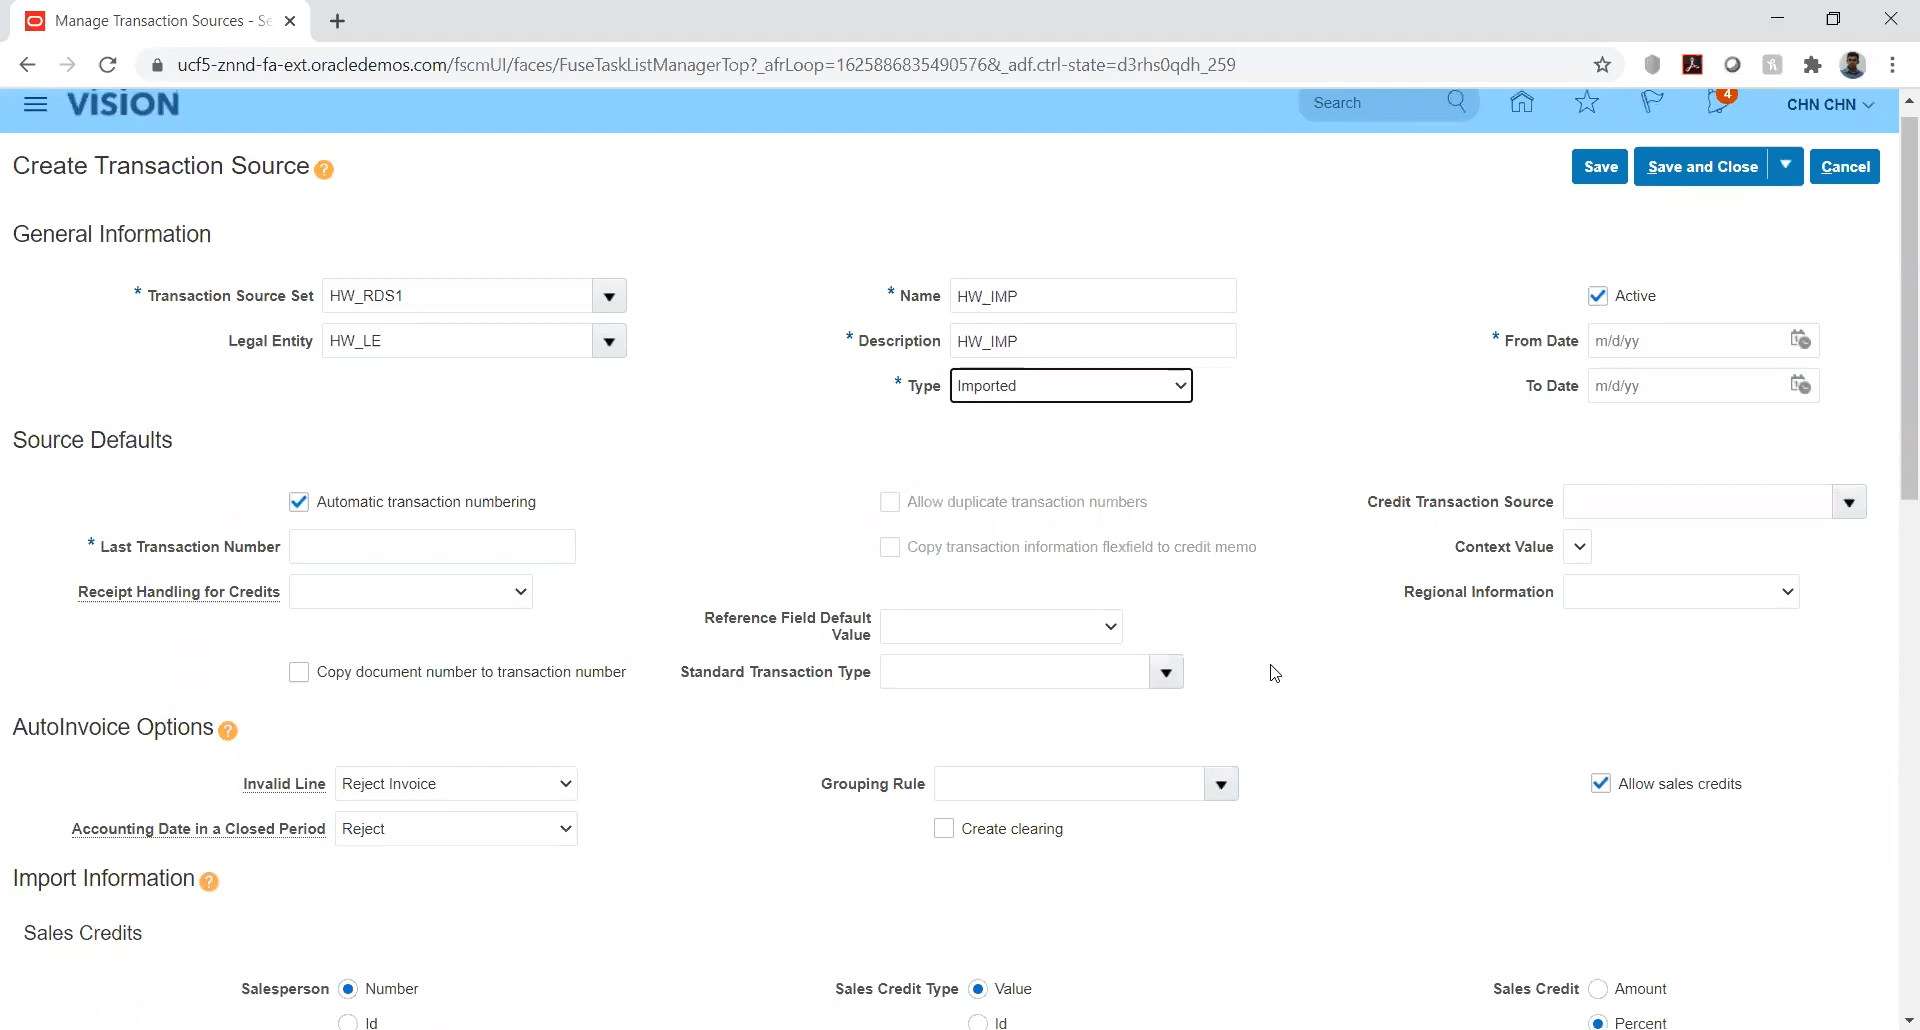 Manage Transaction Sources - Se
ucf5-znnd-fa-ext.oracledemos.com/fscmUI/faces/FuseTaskListManagerTop?_afrLoop=1625886835490576&_adf.ctrl-state=d3rhs0qdh_259
VISION
Search
4
CHN CHN
Create Transaction Source ?
Save
Save and Close
Cancel
General Information
* Transaction Source Set HW_RDS1
* Name HW_IMP
Active
Legal Entity HW_LE
* Description HW_IMP
* From Date m/d/yy
* Type Imported
To Date m/d/yy
Source Defaults
Automatic transaction numbering
Allow duplicate transaction numbers
Credit Transaction Source
* Last Transaction Number
Copy transaction information flexfield to credit memo
Context Value
Receipt Handling for Credits
Regional Information
Reference Field Default
Value
Copy document number to transaction number
Standard Transaction Type
AutoInvoice Options ?
Invalid Line Reject Invoice
Grouping Rule
Allow sales credits
Accounting Date in a Closed Period Reject
Create clearing
Import Information ?
Sales Credits
Salesperson Number
Sales Credit Type Value
Sales Credit Amount
Id
Id
Percent